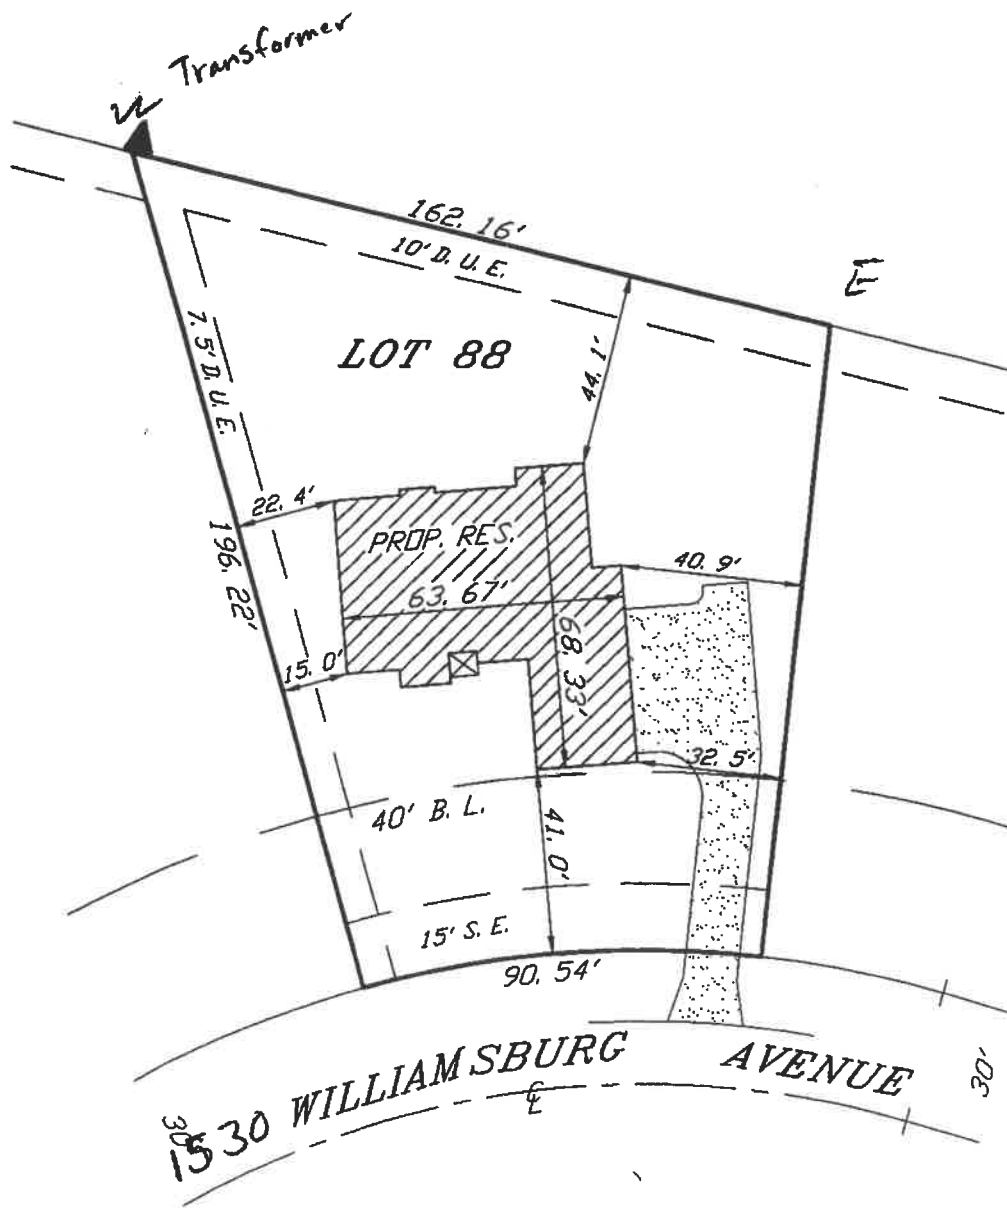 Transformer
162.16'
10' D.U.E.
E
LOT 88
7.5' D.U.E.
44.1'
22.4'
196.22'
PROP. RES.
40.9'
63.67'
68.33'
15.0'
32.5'
40' B.L.
41.0'
15' S.E.
90.54'
1530 WILLIAMSBURG AVENUE
30'
℄
30'